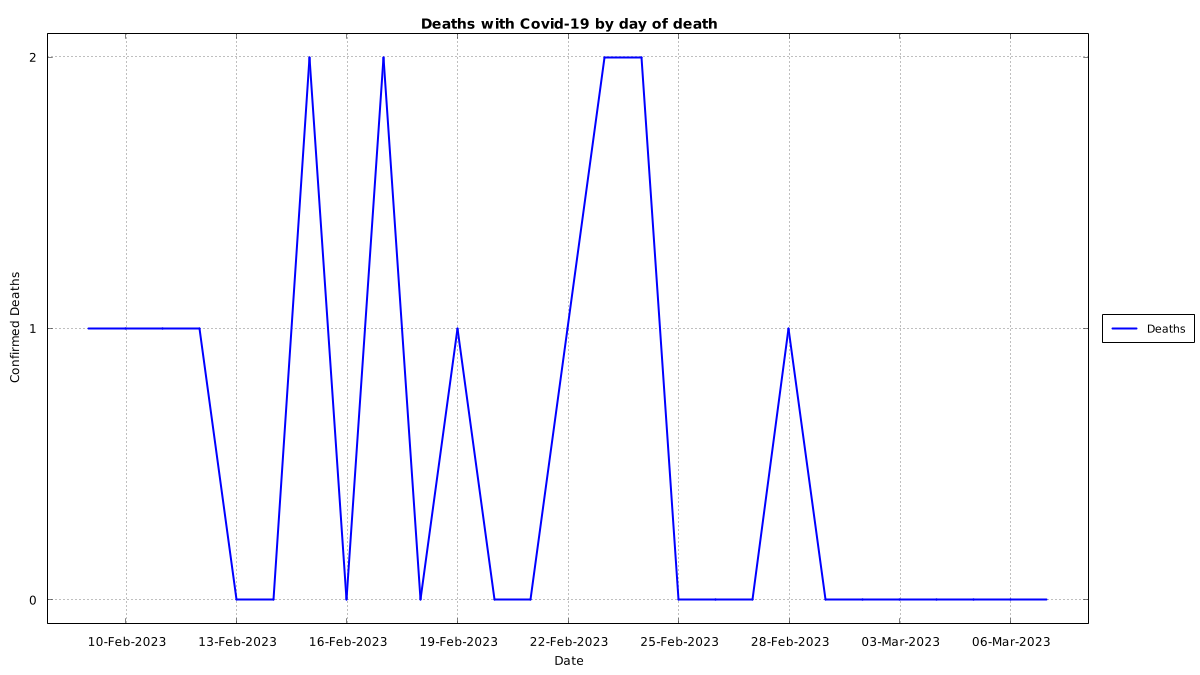 Deaths with Covid-19 by day of death
2
1
0
Confirmed Deaths
10-Feb-2023 13-Feb-2023 16-Feb-2023 19-Feb-2023 22-Feb-2023 25-Feb-2023 28-Feb-2023 03-Mar-2023 06-Mar-2023
Date
Deaths